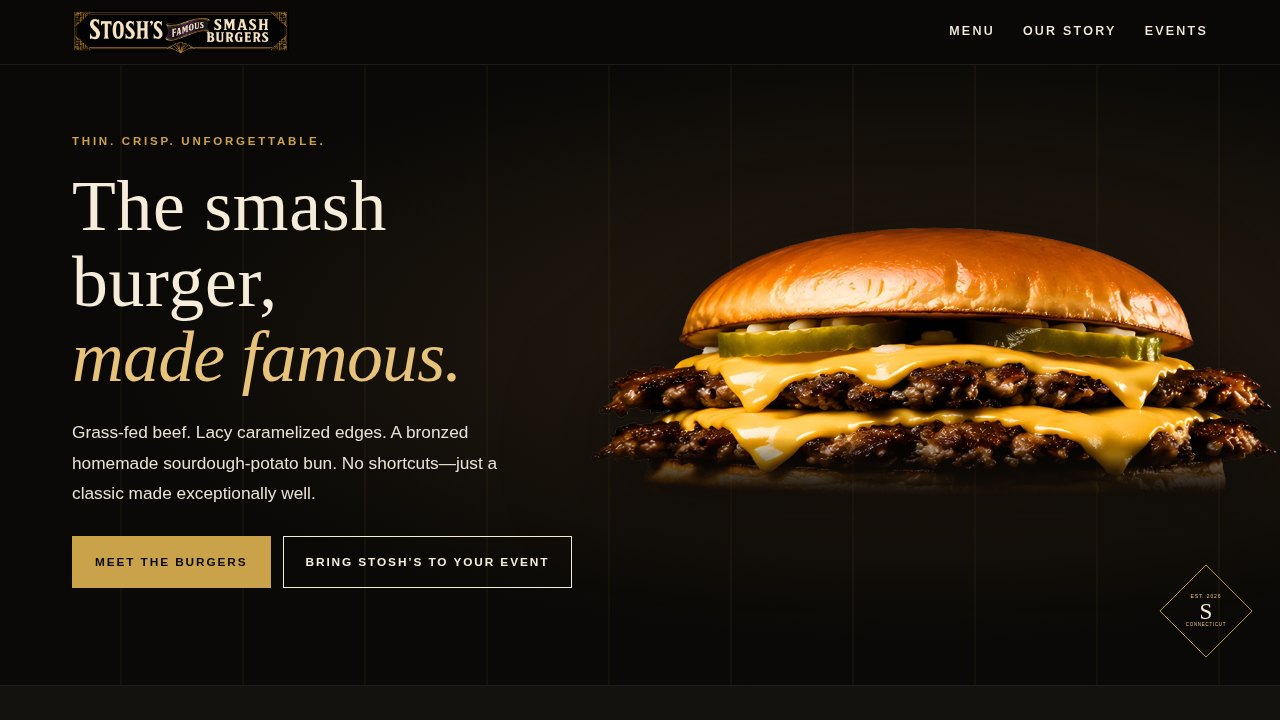 STOSH'S FAMOUS SMASH BURGERS
MENU OUR STORY EVENTS
THIN. CRISP. UNFORGETTABLE.
The smash
burger,
made famous.
Grass-fed beef. Lacy caramelized edges. A bronzed
homemade sourdough-potato bun. No shortcuts—just a
classic made exceptionally well.
MEET THE BURGERS
BRING STOSH'S TO YOUR EVENT
EST. 2026
S
CONNECTICUT